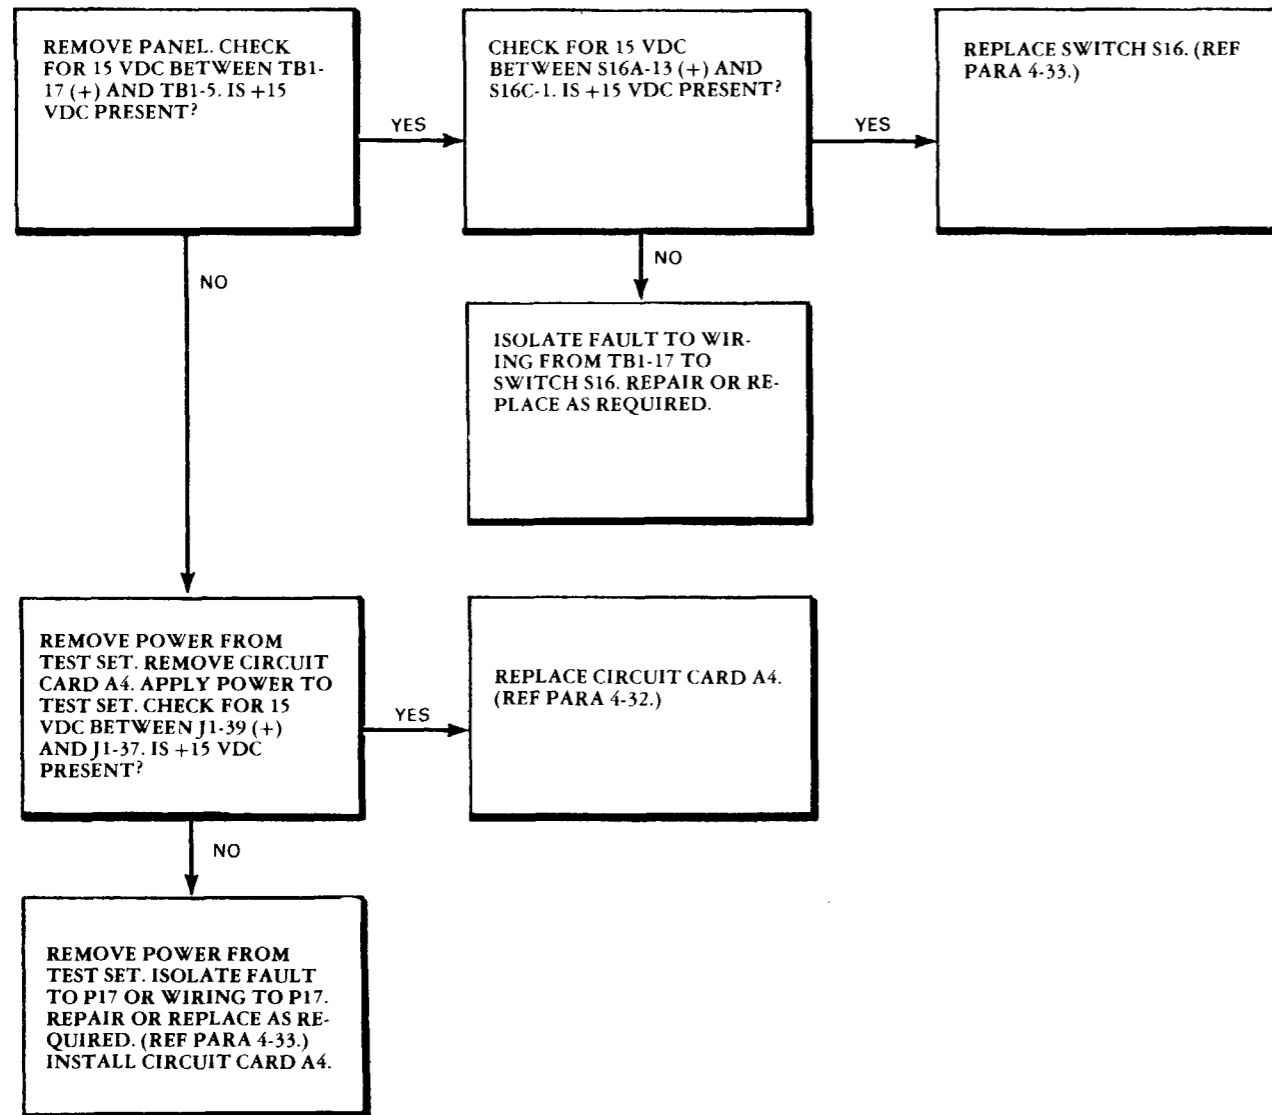 REMOVE PANEL. CHECK
FOR 15 VDC BETWEEN TB1-
17 (+) AND TB1-5. IS +15
VDC PRESENT?
YES
CHECK FOR 15 VDC
BETWEEN S16A-13 (+) AND
S16C-1. IS +15 VDC PRESENT?
YES
REPLACE SWITCH S16. (REF
PARA 4-33.)
NO
NO
ISOLATE FAULT TO WIR-
ING FROM TB1-17 TO
SWITCH S16. REPAIR OR RE-
PLACE AS REQUIRED.
REMOVE POWER FROM
TEST SET. REMOVE CIRCUIT
CARD A4. APPLY POWER TO
TEST SET. CHECK FOR 15
VDC BETWEEN J1-39 (+)
AND J1-37. IS +15 VDC
PRESENT?
YES
REPLACE CIRCUIT CARD A4.
(REF PARA 4-32.)
NO
REMOVE POWER FROM
TEST SET. ISOLATE FAULT
TO P17 OR WIRING TO P17.
REPAIR OR REPLACE AS RE-
QUIRED. (REF PARA 4-33.)
INSTALL CIRCUIT CARD A4.